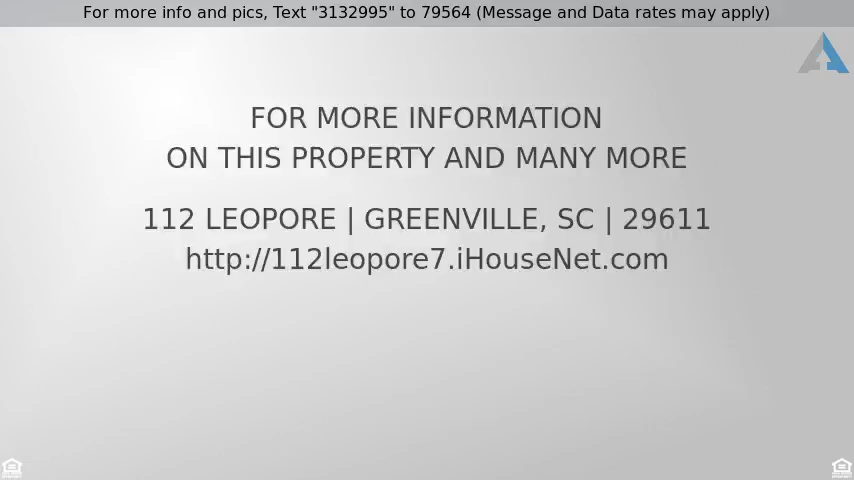 For more info and pics, Text "3132995" to 79564 (Message and Data rates may apply)
FOR MORE INFORMATION
ON THIS PROPERTY AND MANY MORE
112 LEOPORE | GREENVILLE, SC | 29611
http://112leopore7.iHouseNet.com